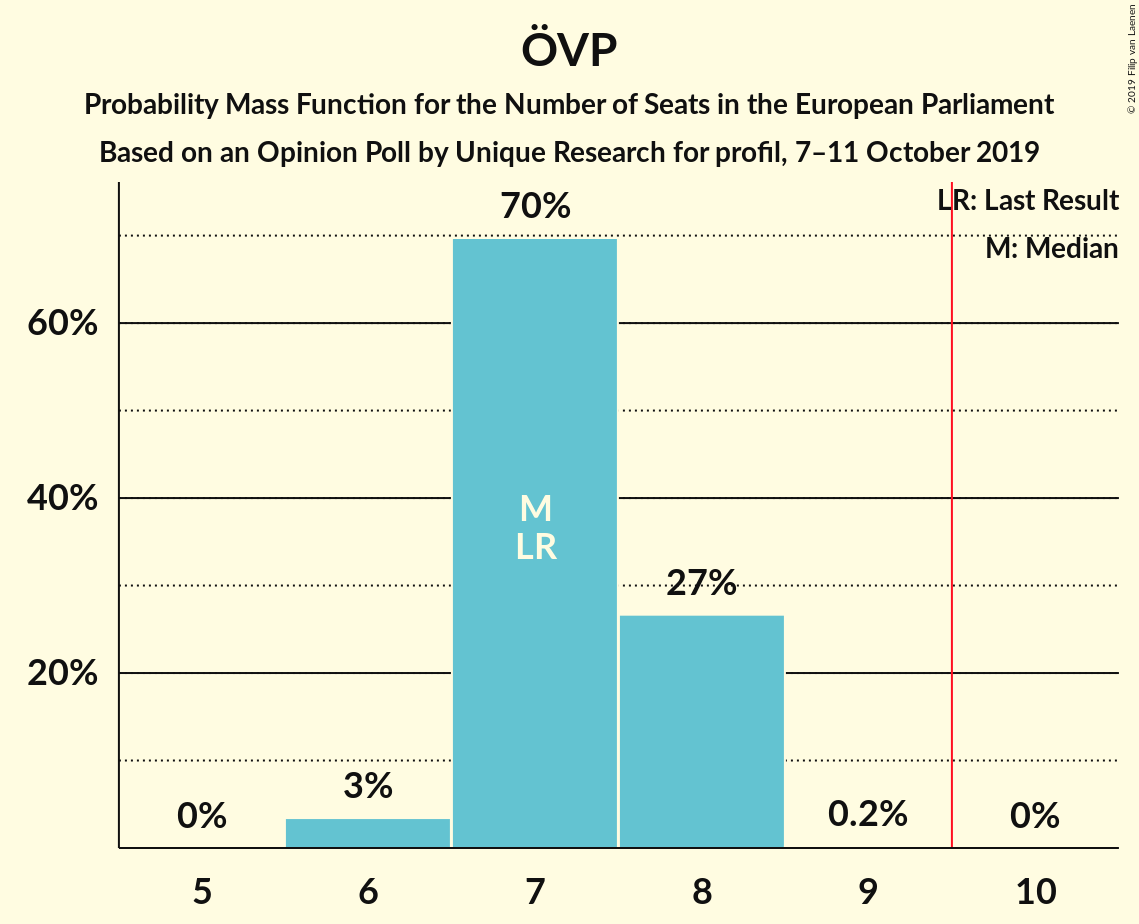 ÖVP
Probability Mass Function for the Number of Seats in the European Parliament
Based on an Opinion Poll by Unique Research for profil, 7–11 October 2019
© 2019 Filip van Laenen
LR: Last Result
M: Median
70%
60%
40%
20%
M
LR
27%
3%
0%
0.2%
0%
5 6 7 8 9 10